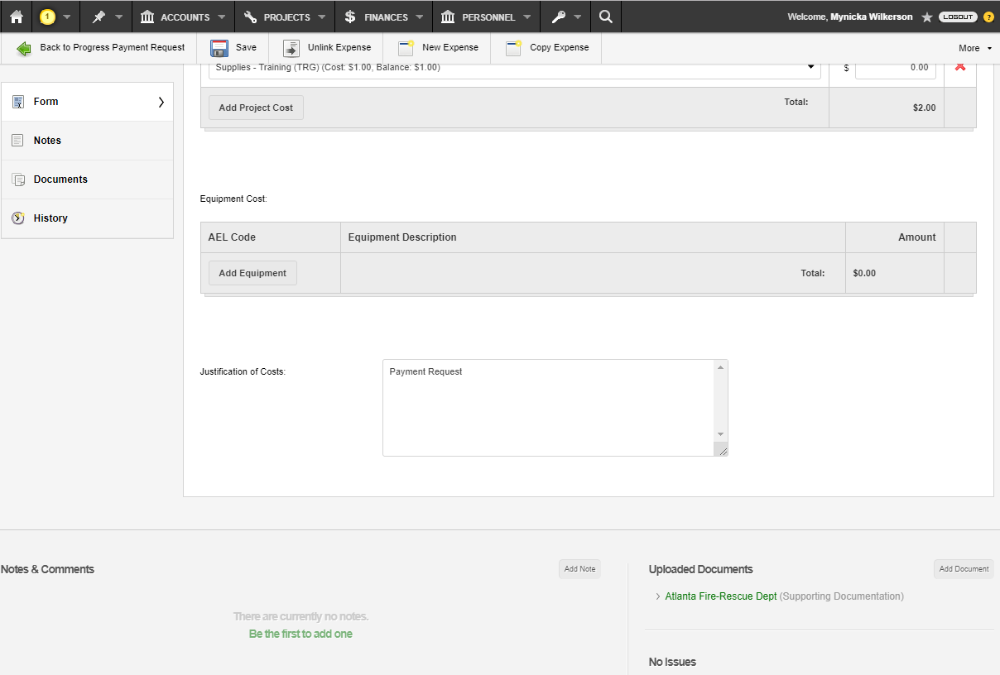 1 ACCOUNTS PROJECTS $ FINANCES PERSONNEL Welcome, Mynicka Wilkerson LOGOUT ?
Back to Progress Payment Request Save Unlink Expense New Expense Copy Expense More
Supplies - Training (TRG) (Cost: $1.00, Balance: $1.00) $ 0.00
Form
Notes
Documents
History
Add Project Cost Total: $2.00
Equipment Cost:
AEL Code Equipment Description Amount
Add Equipment Total: $0.00
Justification of Costs: Payment Request
Notes & Comments Add Note
There are currently no notes.
Be the first to add one
Uploaded Documents Add Document
Atlanta Fire-Rescue Dept (Supporting Documentation)
No Issues